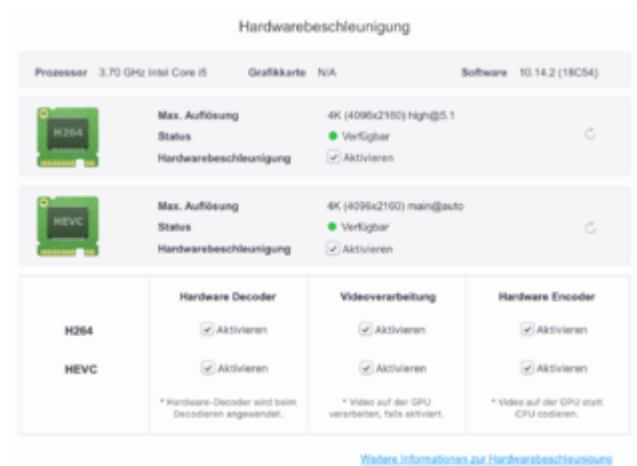 Hardwarebeschleunigung
Prozessor 3.70 GHz Intel Core i5 Grafikkarte N/A Software 10.14.2 (18C54)
H264
Max. Auflösung 4K (4096x2160) high@5.1
Status Verfügbar
Hardwarebeschleunigung Aktivieren
HEVC
Max. Auflösung 4K (4096x2160) main@auto
Status Verfügbar
Hardwarebeschleunigung Aktivieren
Hardware Decoder Videoverarbeitung Hardware Encoder
H264 Aktivieren Aktivieren Aktivieren
HEVC Aktivieren Aktivieren Aktivieren
* Hardware-Decoder wird beim * Video auf der GPU * Video auf der GPU statt
Decodieren angewendet. verarbeiten, falls aktiviert. CPU codieren.
Weitere Informationen zur Hardwarebeschleunigung